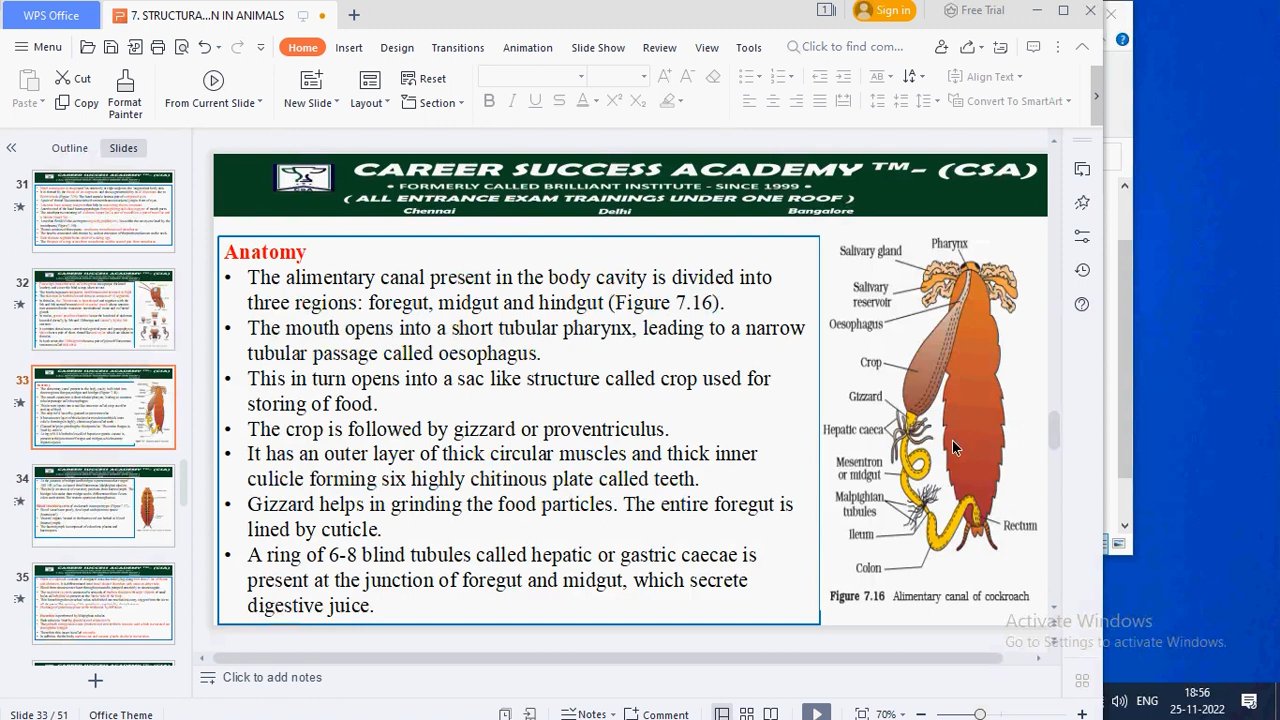 WPS Office
7. STRUCTURA...N IN ANIMALS
Sign in
Free Trial
Menu
Home
Insert
Design
Transitions
Animation
Slide Show
Review
View
Tools
Click to find com...
Paste
Cut
Copy
Format
Painter
From Current Slide
New Slide
Layout
Reset
Section
Align Text
Convert To SmartArt
Outline
Slides
31
32
33
34
35
CAREER SUCCESS ACADEMY ™- (CSA)
(ALL ENTRANCE TRAININGS UNDER ONE ROOF)
Chennai Delhi Bangalore
Anatomy
• The alimentary canal present in the body cavity is divided into
three regions: foregut, midgut and hindgut (Figure 7.16).
• The mouth opens into a short tubular pharynx, leading to a narrow
tubular passage called oesophagus.
• This in turn opens into a sac like structure called crop used for
storing of food.
• The crop is followed by gizzard or proventriculus.
• It has an outer layer of thick circular muscles and thick inner
culicle forming six highly chitinous plate called teeth.
• Gizzard helps in grinding the food particles. The entire foregut is
lined by cuticle.
• A ring of 6-8 blind tubules called hepatic or gastric caecae is
present at the junction of foregut and midgut, which secrete
digestive juice.
Pharynx
Salivary gland
Salivary
reservoir
Oesophagus
Crop
Gizzard
Hepatic caeca
Mesentron
or midgut
Malpighian
tubules
Ileum
Colon
Rectum
Figure 7.16 Alimentary canal of cockroach
Activate Windows
Go to Settings to activate Windows.
Click to add notes
Slide 33 / 51
Office Theme
Notes
Comment
70%
ENG
18:56
25-11-2022